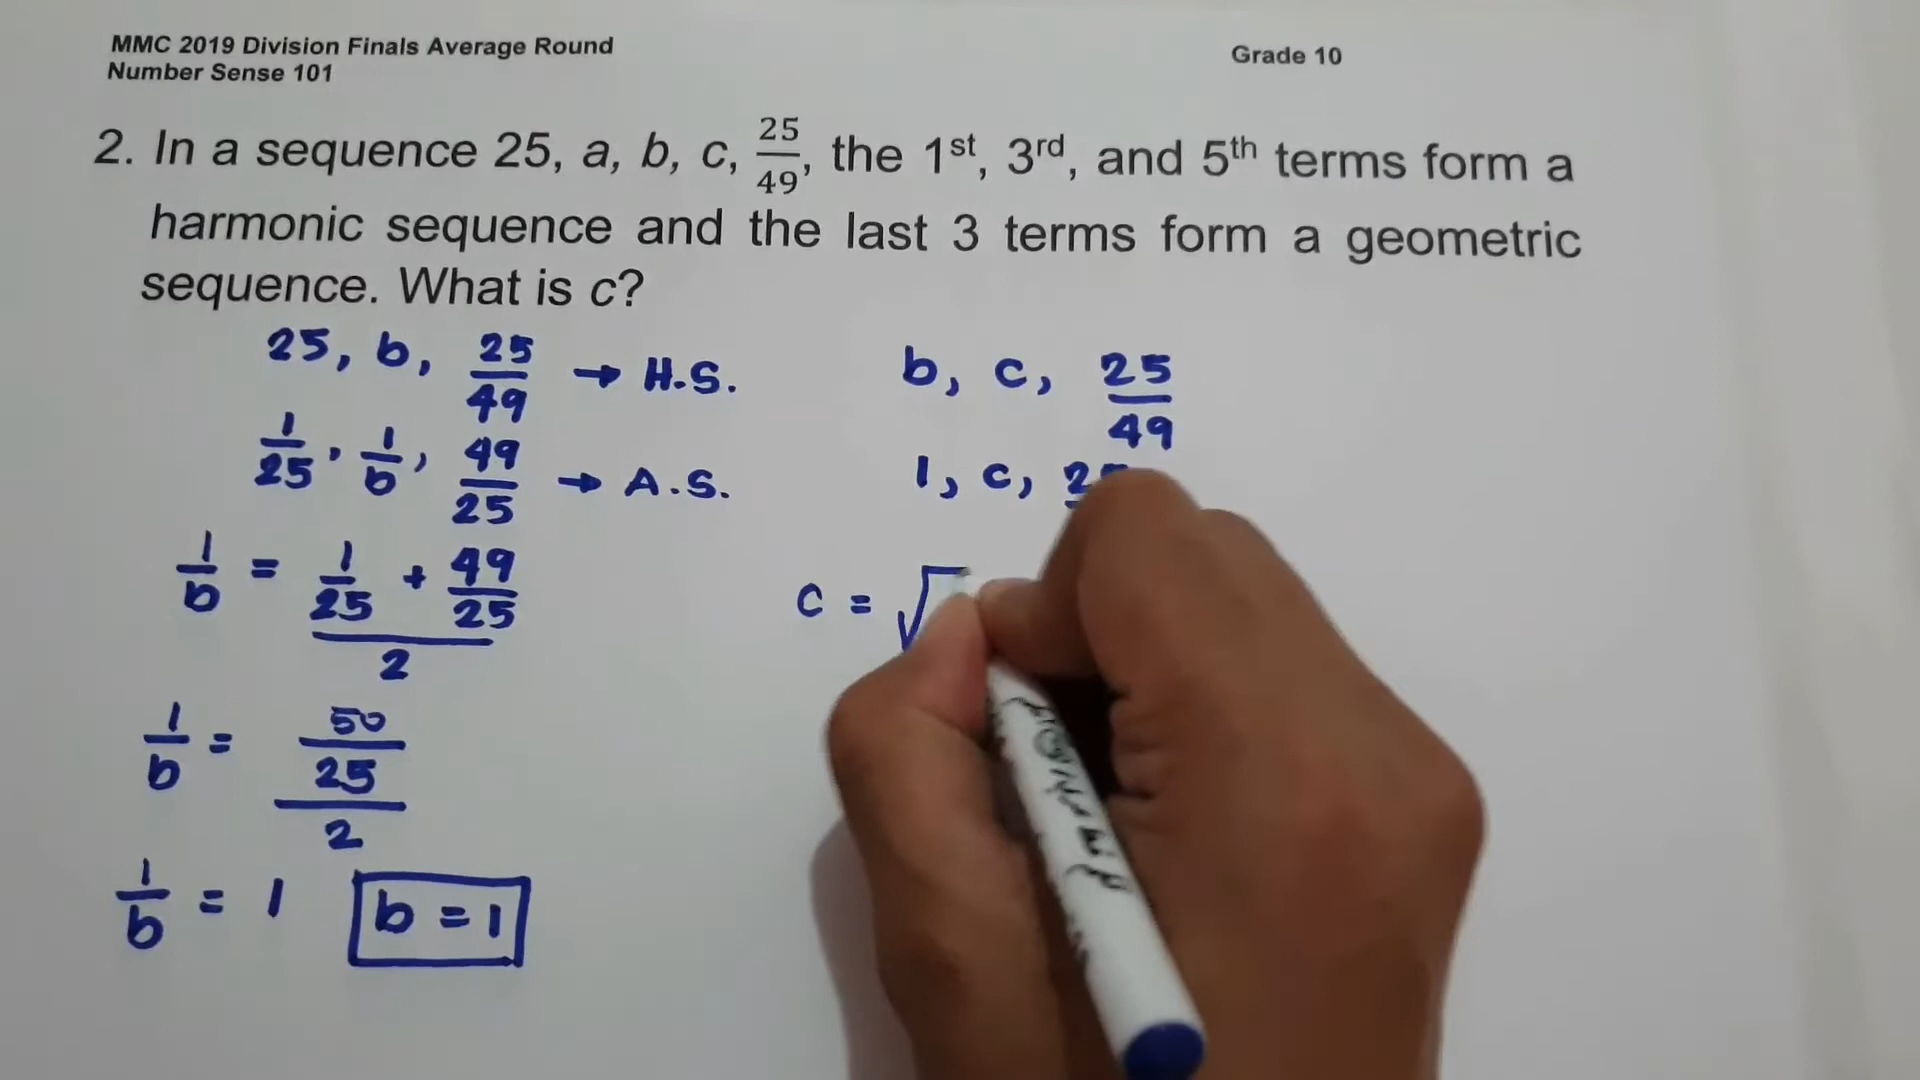 MMC 2019 Division Finals Average Round
Number Sense 101
Grade 10
2. In a sequence 25, a, b, c, 25/49, the 1st, 3rd, and 5th terms form a
harmonic sequence and the last 3 terms form a geometric
sequence. What is c?
25, b, 25/49 → H.S.
1/25, 1/b, 49/25 → A.S.
1/b = (1/25 + 49/25)/2
1/b = (50/25)/2
1/b = 1
b = 1
b, c, 25/49
1, c,
c = √